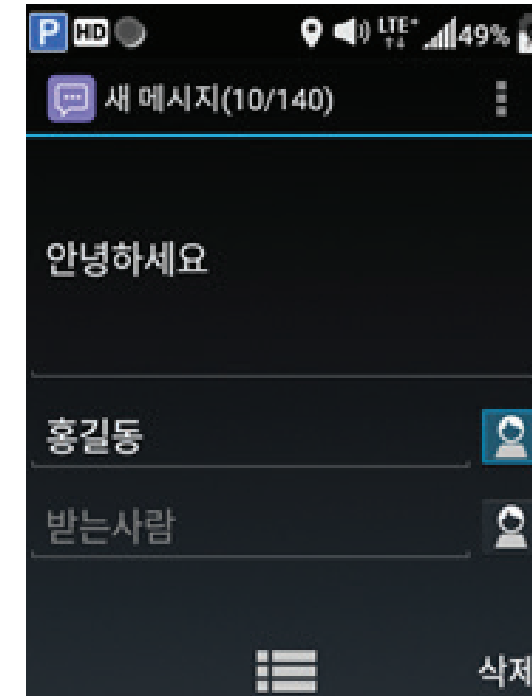 P HD LTE+ 49%
새 메시지(10/140)
안녕하세요
홍길동
받는사람
삭제